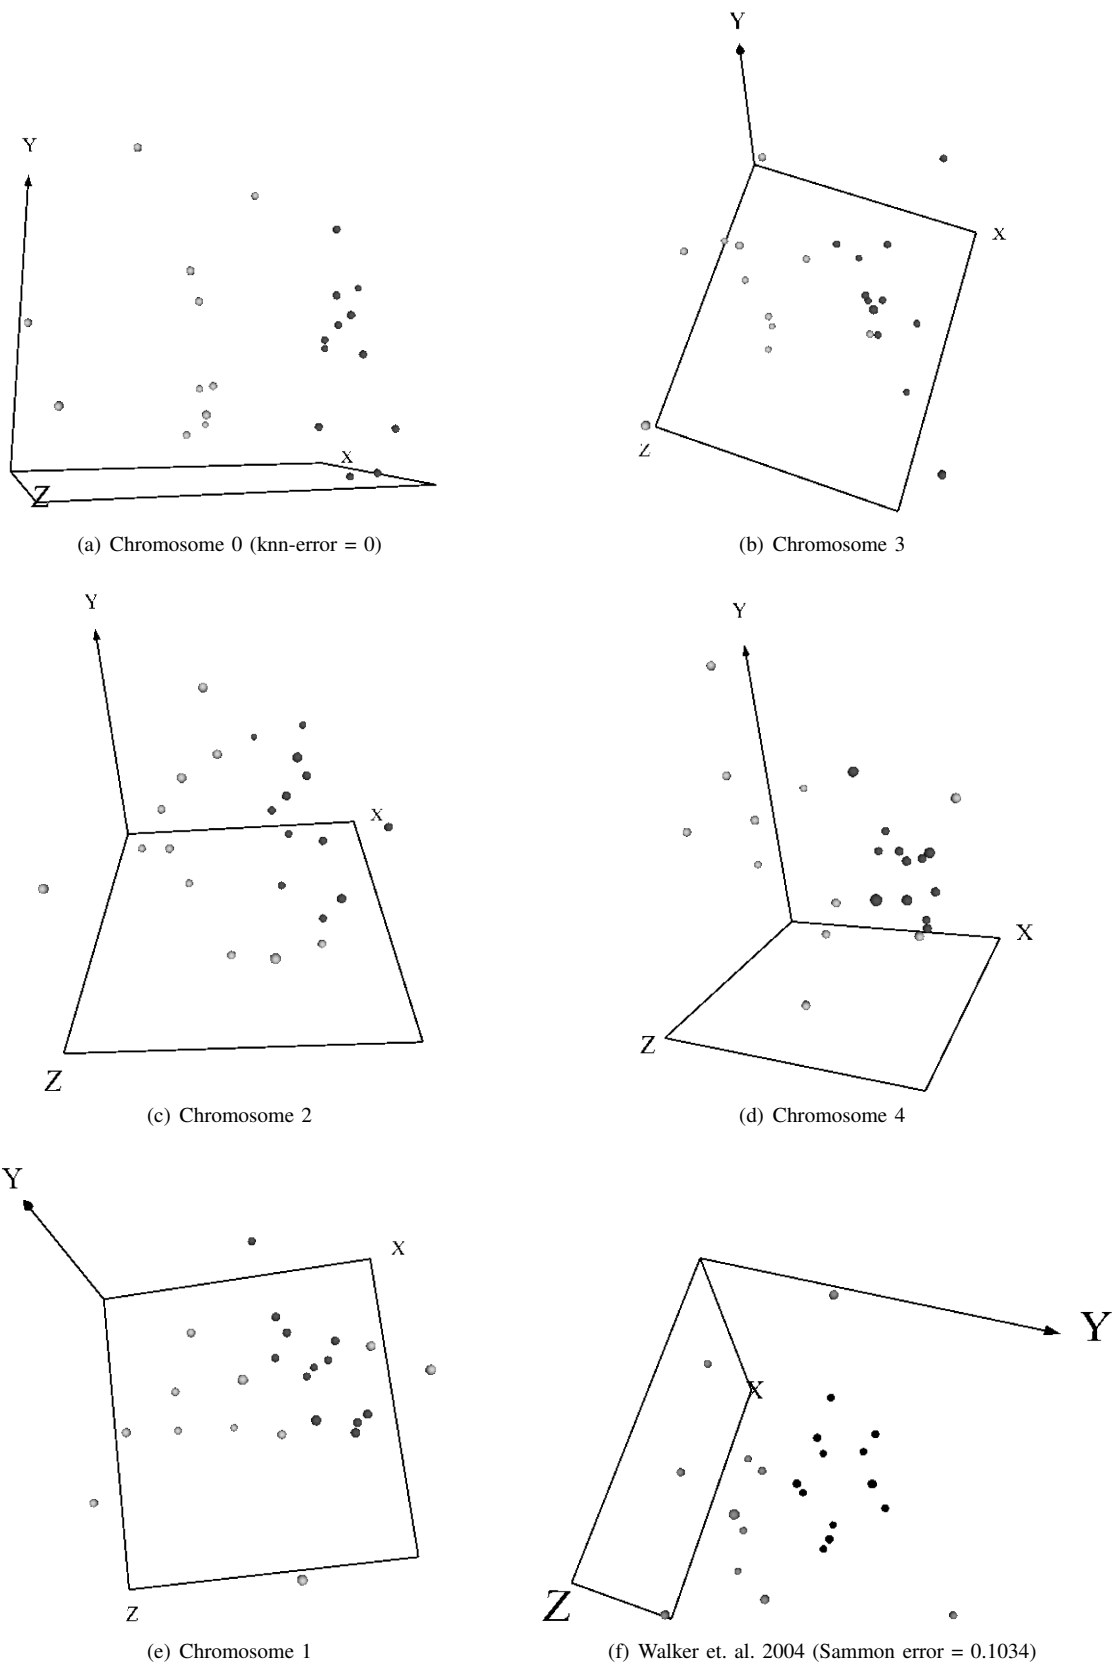 Y
Y
X
X
Z
Z
(a) Chromosome 0 (knn-error = 0)
(b) Chromosome 3
Y
Y
X
X
Z
Z
(c) Chromosome 2
(d) Chromosome 4
Y
X
Y
X
Z
Z
(e) Chromosome 1
(f) Walker et. al. 2004 (Sammon error = 0.1034)